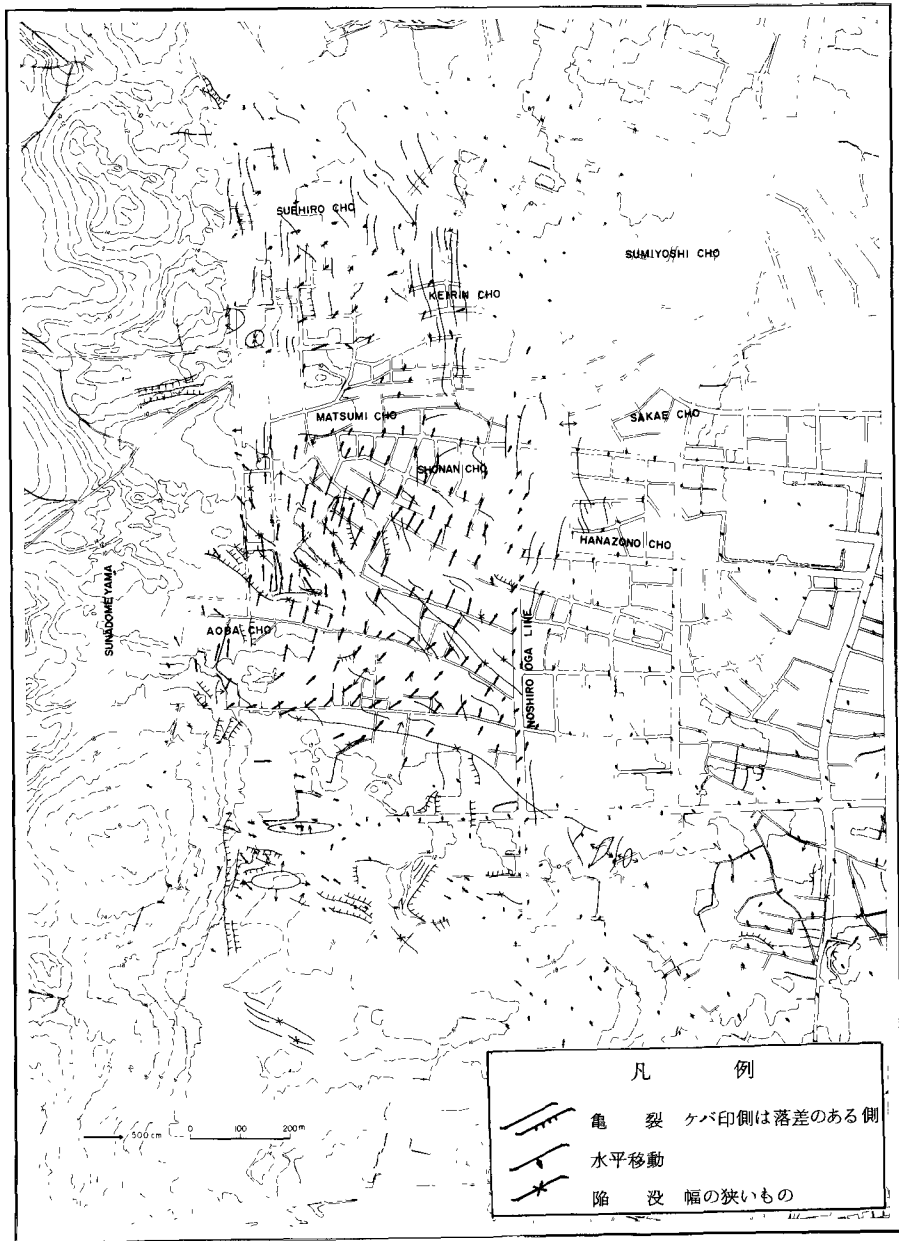 SUEHIRO CHO
SUMIYOSHI CHO
KEIRIN CHO
MATSUMI CHO
SAKAE CHO
SHONAN CHO
HANAZONO CHO
SUNADOMEYAMA
AOBA CHO
NOSHIRO OGA LINE
凡 例
亀 裂 ケバ印側は落差のある側
水平移動
陥 没 幅の狭いもの
500cm
0 100 200m